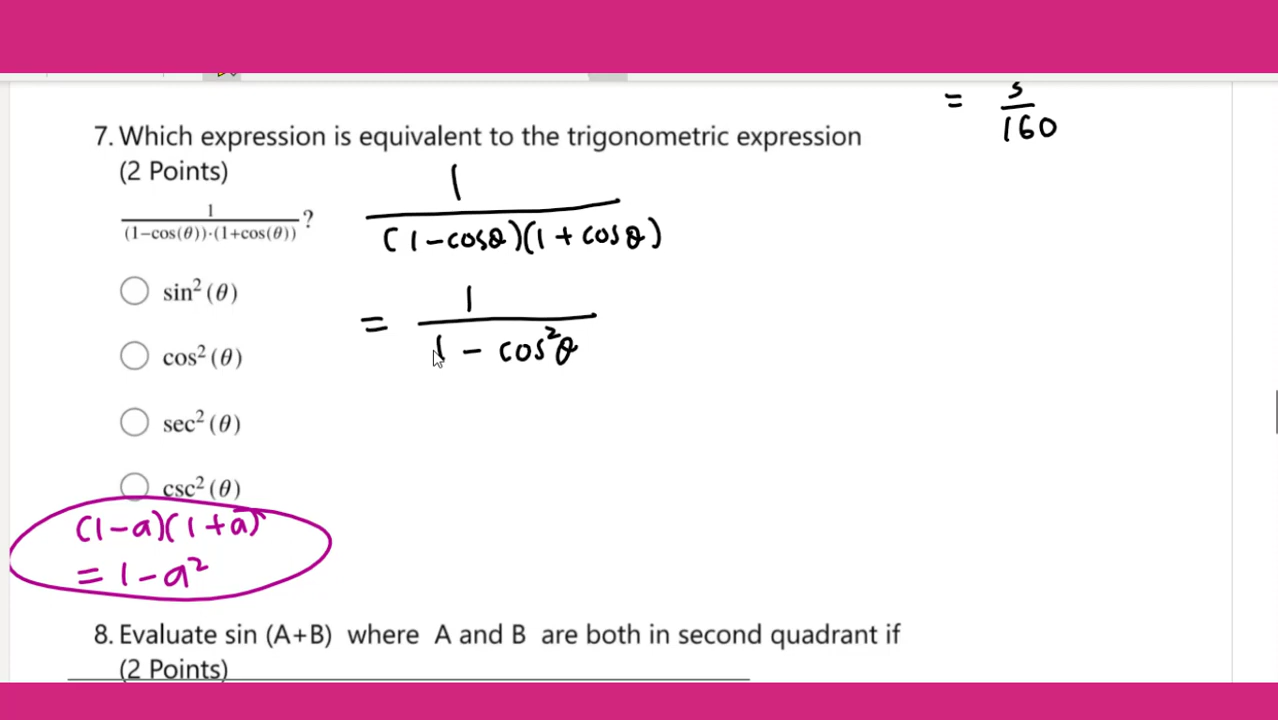 = 5/160
7. Which expression is equivalent to the trigonometric expression
(2 Points)
1/((1−cos(θ))·(1+cos(θ)))?
1/((1-cosθ)(1+cosθ))
sin²(θ)
= 1/(1 - cos²θ)
cos²(θ)
sec²(θ)
csc²(θ)
(1-a)(1+a)
= 1-a²
8. Evaluate sin (A+B) where A and B are both in second quadrant if
(2 Points)